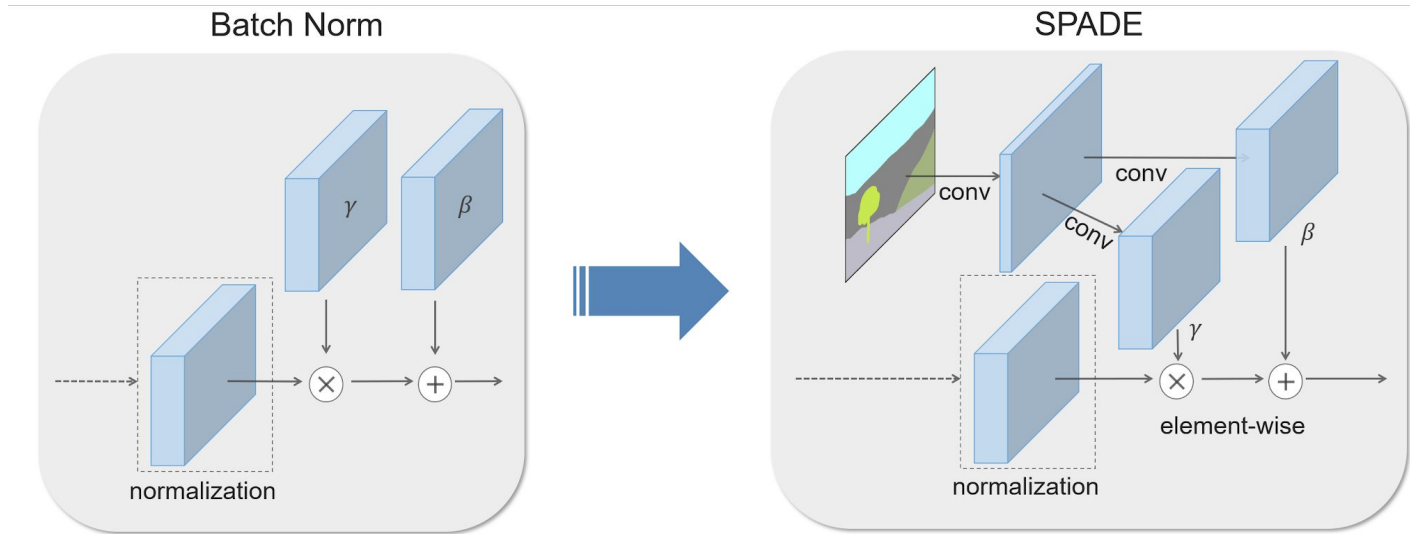 Batch Norm
γ
β
normalization
SPADE
conv
conv
conv
β
γ
element-wise
normalization